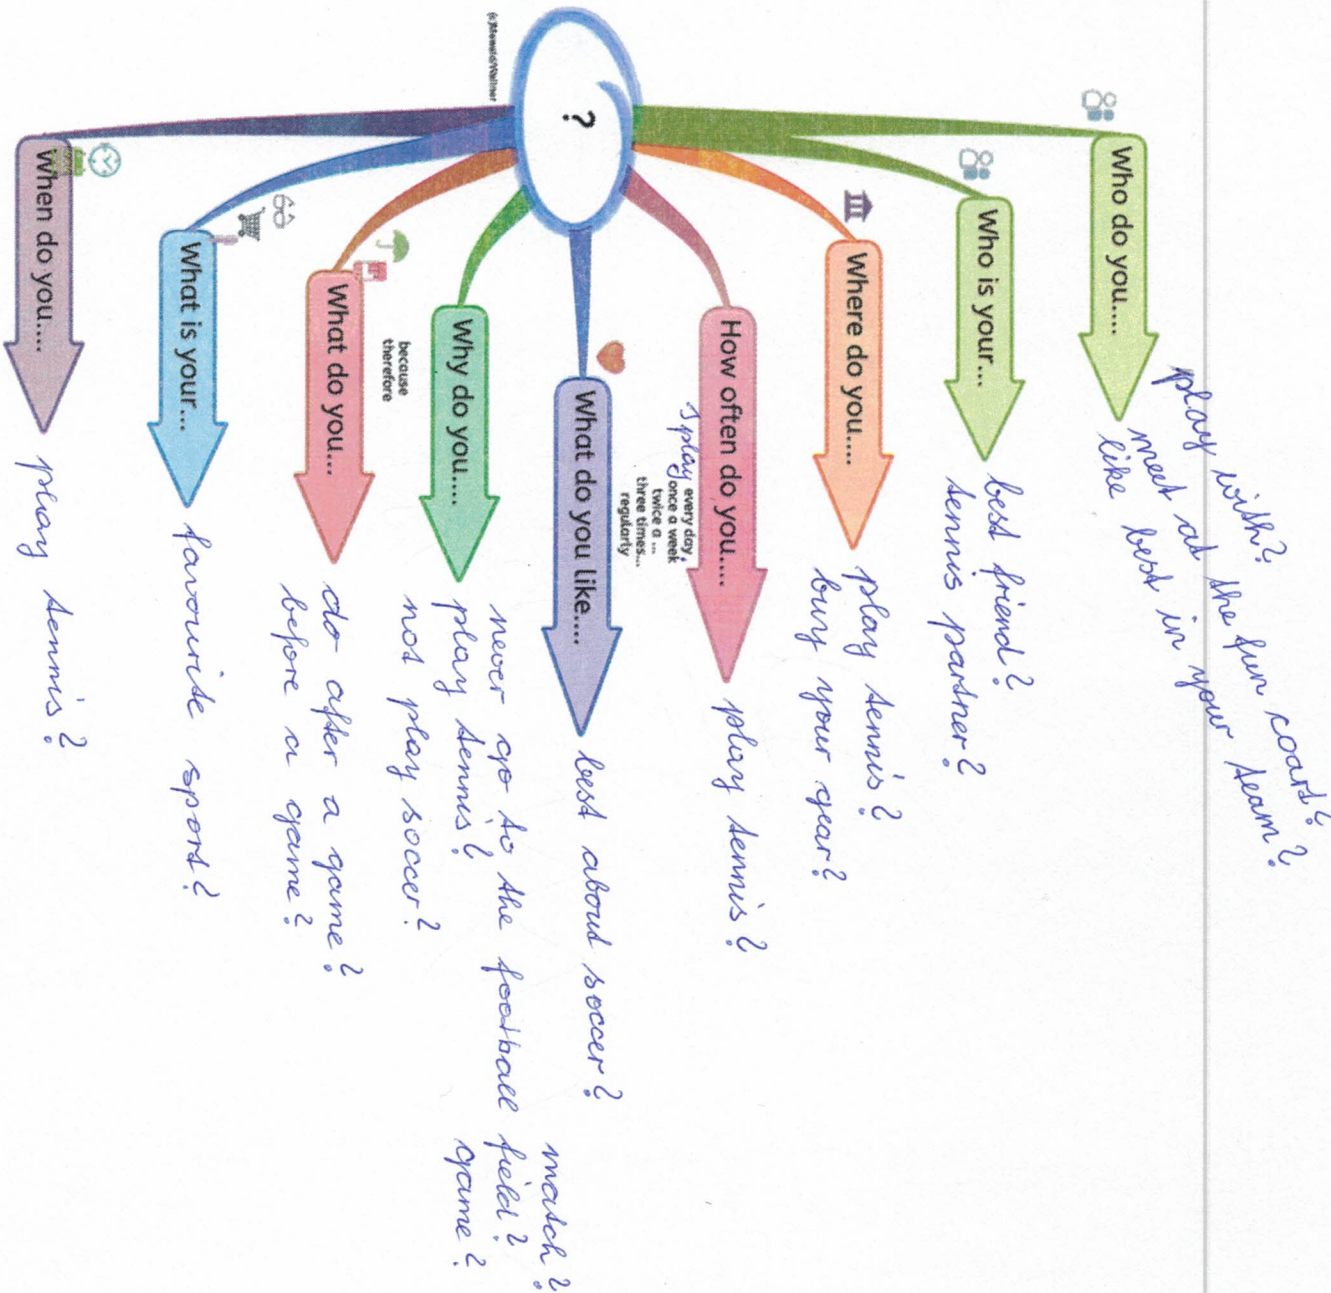 ?
Who do you....
play with?
meet at the fun coart?
like best in your team?
Who is your...
best friend?
tennis partner?
Where do you....
play tennis?
buy your gear?
How often do you....
play tennis?
I play
every day,
once a week
twice a ...
three times...
regularly
What do you like....
best about soccer?
Why do you....
never go to the football field?
match?
game?
play tennis?
not play soccer?
because
therefore
What do you...
do after a game?
before a game?
What is your...
favourite sport?
When do you....
play tennis?
(c)Mewald/Wallner